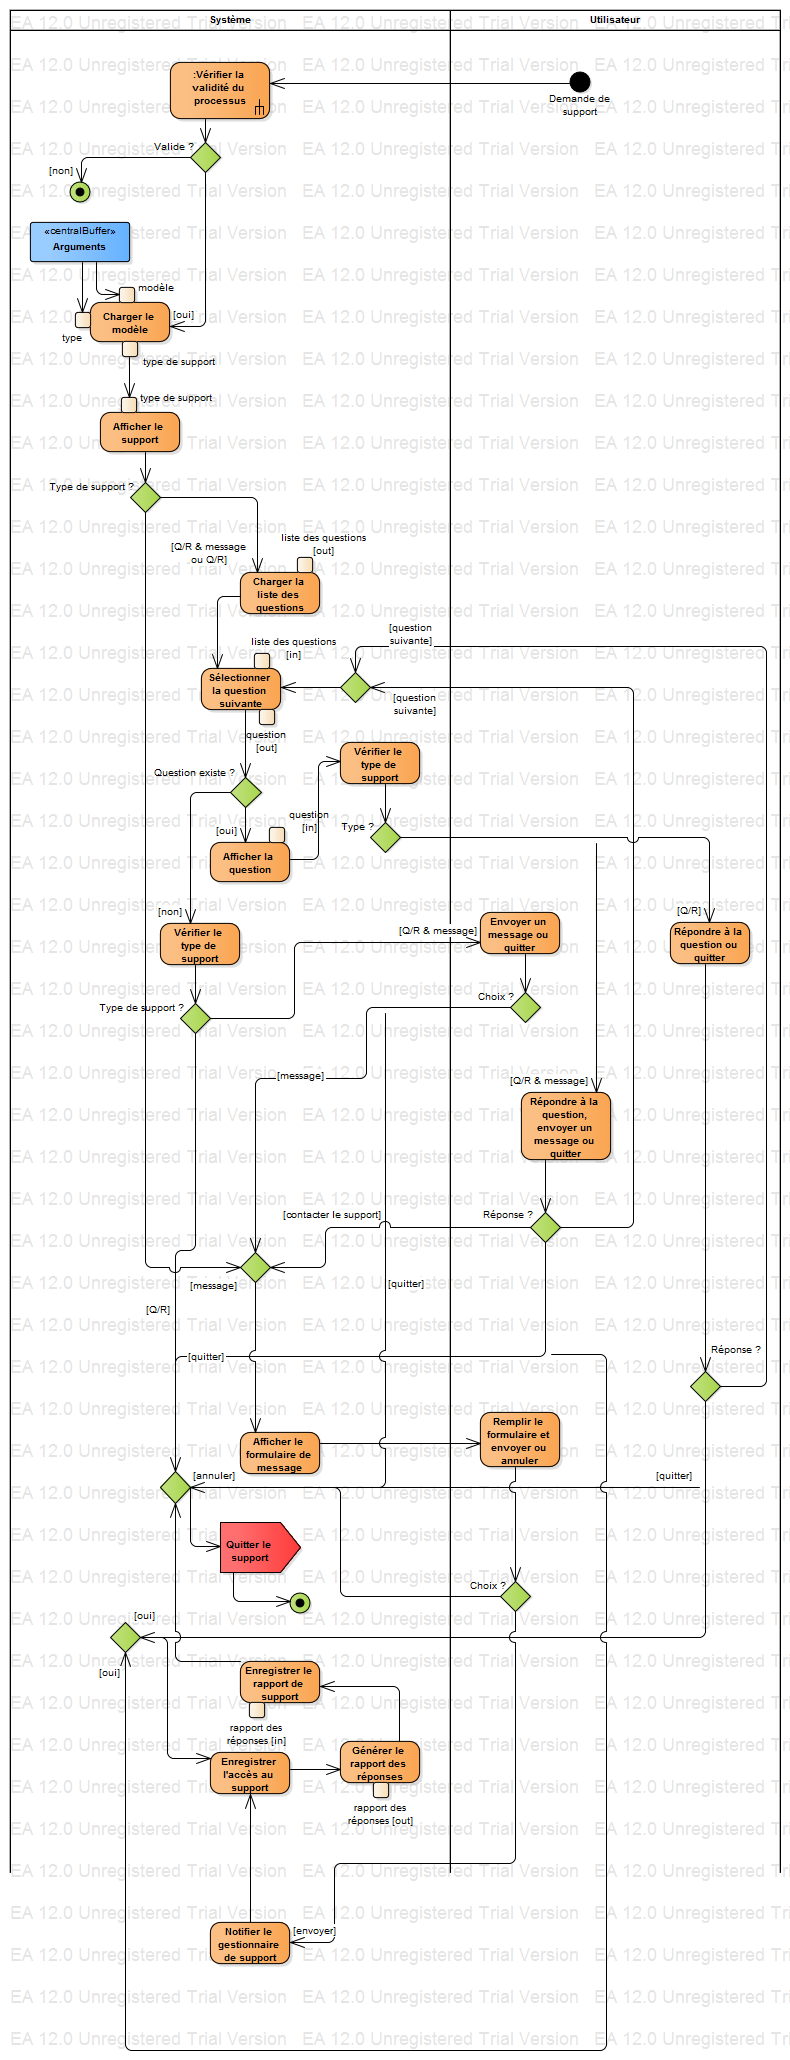 Système
Utilisateur
:Vérifier la
validité du
processus
Demande de
support
Valide ?
[non]
«centralBuffer»
Arguments
modèle
[oui]
Charger le
modèle
type
type de support
type de support
Afficher le
support
Type de support ?
[Q/R & message
ou Q/R]
liste des questions
[out]
Charger la
liste des
questions
[question
suivante]
liste des questions
[in]
Sélectionner
la question
suivante
[question
suivante]
question
[out]
Vérifier le
type de
support
Question existe ?
question
[in]
Type ?
[oui]
Afficher la
question
[non]
[Q/R]
Vérifier le
type de
support
[Q/R & message]
Envoyer un
message ou
quitter
Répondre à la
question ou
quitter
Type de support ?
Choix ?
[message]
[Q/R & message]
Répondre à la
question,
envoyer un
message ou
quitter
[contacter le support]
Réponse ?
[message]
[quitter]
[Q/R]
[quitter]
Réponse ?
Afficher le
formulaire de
message
Remplir le
formulaire et
envoyer ou
annuler
[annuler]
[quitter]
Quitter le
support
Choix ?
[oui]
[oui]
Enregistrer le
rapport de
support
rapport des
réponses [in]
Enregistrer
l'accès au
support
Générer le
rapport des
réponses
rapport des
réponses [out]
Notifier le
gestionnaire
de support
[envoyer]
EA 12.0 Unregistered Trial Version